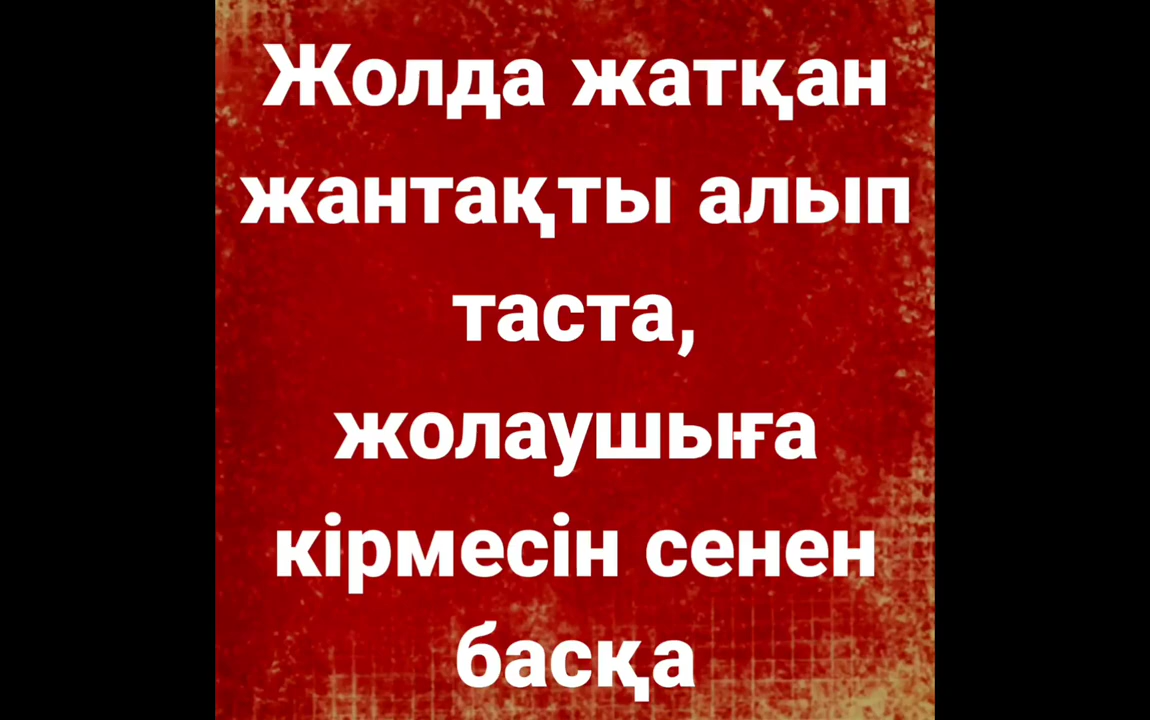 Жолда жатқан
жантақты алып
таста,
жолаушыға
кірмесін сенен
басқа